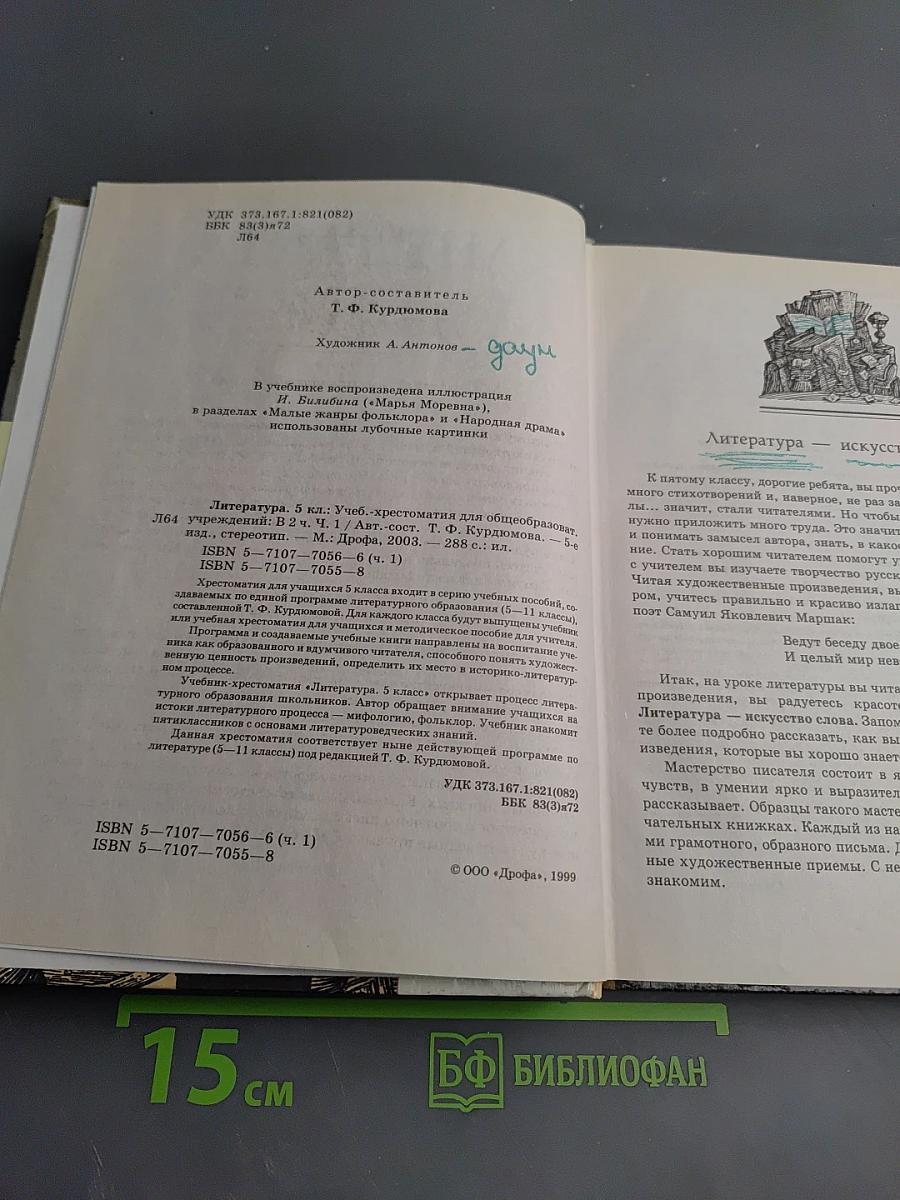 УДК 373.167.1:821(082)
ББК 83(3)я72
Л64
Автор-составитель
Т. Ф. Курдюмова
Художник А. Антонов – даун
В учебнике воспроизведена иллюстрация
И. Билибина («Марья Моревна»),
в разделах «Малые жанры фольклора» и «Народная драма»
использованы лубочные картинки
Литература. 5 кл.: Учеб.-хрестоматия для общеобразоват.
Л64 учреждений: В 2 ч. Ч. 1 / Авт.-сост. Т. Ф. Курдюмова. — 5-е
изд., стереотип. — М.: Дрофа, 2003. — 288 с.: ил.
ISBN 5—7107—7056—6 (ч. 1)
ISBN 5—7107—7055—8
Хрестоматия для учащихся 5 класса входит в серию учебных пособий, со-
здаваемых по единой программе литературного образования (5—11 классы),
составленной Т. Ф. Курдюмовой. Для каждого класса будут выпущены учебник
или учебная хрестоматия для учащихся и методическое пособие для учителя.
Программа и создаваемые учебные книги направлены на воспитание уче-
ника как образованного и вдумчивого читателя, способного понять художест-
венную ценность произведений, определить их место в историко-литератур-
ном процессе.
Учебник-хрестоматия «Литература. 5 класс» открывает процесс литера-
турного образования школьников. Автор обращает внимание учащихся на
истоки литературного процесса — мифологию, фольклор. Учебник знакомит
пятиклассников с основами литературоведческих знаний.
Данная хрестоматия соответствует ныне действующей программе по
литературе (5—11 классы) под редакцией Т. Ф. Курдюмовой.
УДК 373.167.1:821(082)
ББК 83(3)я72
ISBN 5—7107—7056—6 (ч. 1)
ISBN 5—7107—7055—8
© ООО «Дрофа», 1999
Литература — искусст
К пятому классу, дорогие ребята, вы проч
много стихотворений и, наверное, не раз за
лы... значит, стали читателями. Но чтобы
нужно приложить много труда. Это значит
и понимать замысел автора, знать, в какое
ние. Стать хорошим читателем помогут у
с учителем вы изучаете творчество русск
Читая художественные произведения, вы
ром, учитесь правильно и красиво излаг
поэт Самуил Яковлевич Маршак:
Ведут беседу двое
И целый мир нев
Итак, на уроке литературы вы чита
произведения, вы радуетесь красоте
Литература — искусство слова. Запом
те более подробно рассказать, как вы
изведения, которые вы хорошо знает
Мастерство писателя состоит в я
чувств, в умении ярко и выразител
рассказывает. Образцы такого масте
чательных книжках. Каждый из на
ми грамотного, образного письма. Д
ные художественные приемы. С не
знакомим.
15 см
БФ БИБЛИОФАН